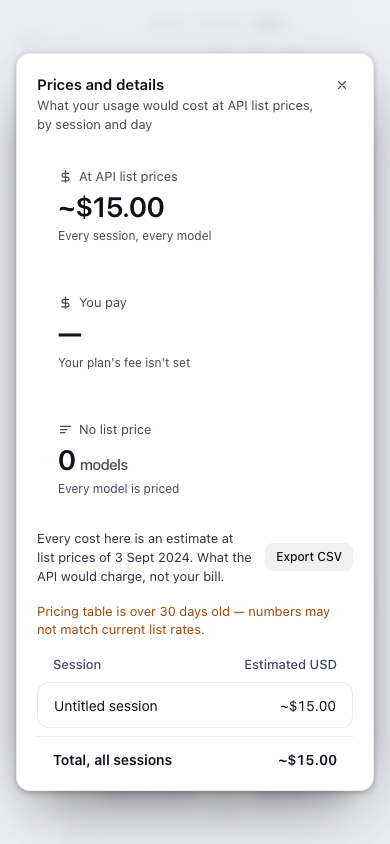 Prices and details
What your usage would cost at API list prices,
by session and day
At API list prices
~$15.00
Every session, every model
You pay
—
Your plan's fee isn't set
No list price
0 models
Every model is priced
Every cost here is an estimate at
list prices of 3 Sept 2024. What the
API would charge, not your bill.
Export CSV
Pricing table is over 30 days old — numbers may
not match current list rates.
Session Estimated USD
Untitled session ~$15.00
Total, all sessions ~$15.00